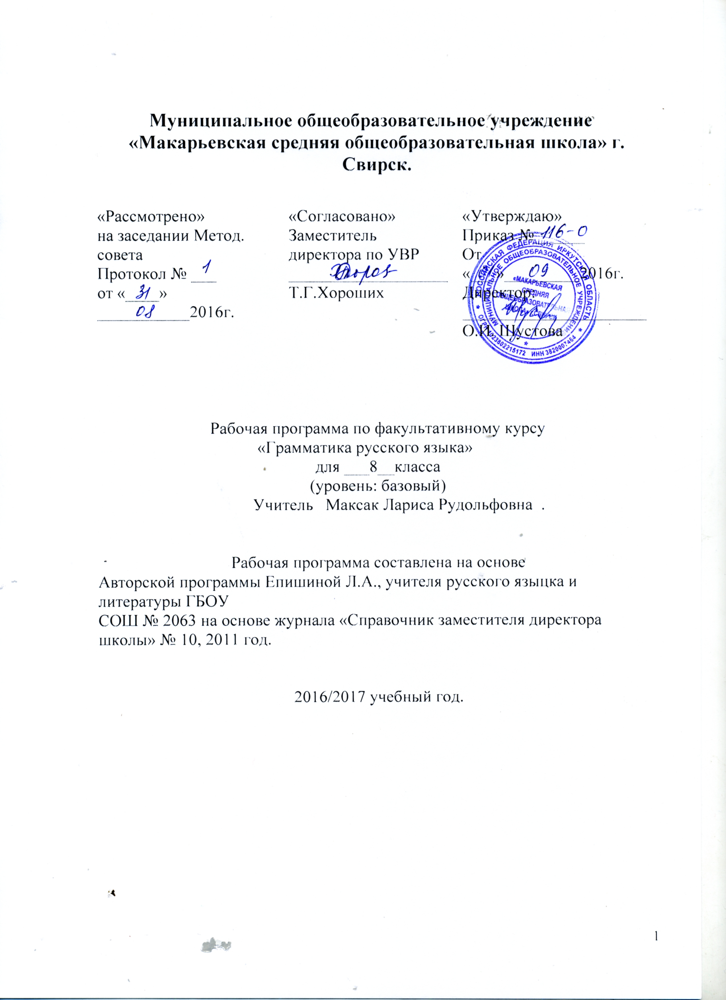 Муниципальное общеобразовательное учреждение
«Макарьевская средняя общеобразовательная школа» г.
Свирск.
«Рассмотрено»
на заседании Метод.
совета
Протокол № 1
от « 31 »
08 2016г.
«Согласовано»
Заместитель
директора по УВР
Т.Г.Хороших
«Утверждаю»
Приказ № 116-О
От
« » 09 2016г.
Директор:
О.И. Шустова
РОССИЙСКАЯ ФЕДЕРАЦИЯ ИРКУТСКАЯ ОБЛАСТЬ
МУНИЦИПАЛЬНОЕ ОБЩЕОБРАЗОВАТЕЛЬНОЕ УЧРЕЖДЕНИЕ
«МАКАРЬЕВСКАЯ
СРЕДНЯЯ
ОБЩЕОБРАЗОВАТЕЛЬНАЯ
ШКОЛА» г.СВИРСК
* ОГРН 1023802215172 ИНН 3820007464 *
Рабочая программа по факультативному курсу
«Грамматика русского языка»
для ___8__класса
(уровень: базовый)
Учитель Максак Лариса Рудольфовна .
Рабочая программа составлена на основе
Авторской программы Епишиной Л.А., учителя русского языцка и
литературы ГБОУ
СОШ № 2063 на основе журнала «Справочник заместителя директора
школы» № 10, 2011 год.
2016/2017 учебный год.
1